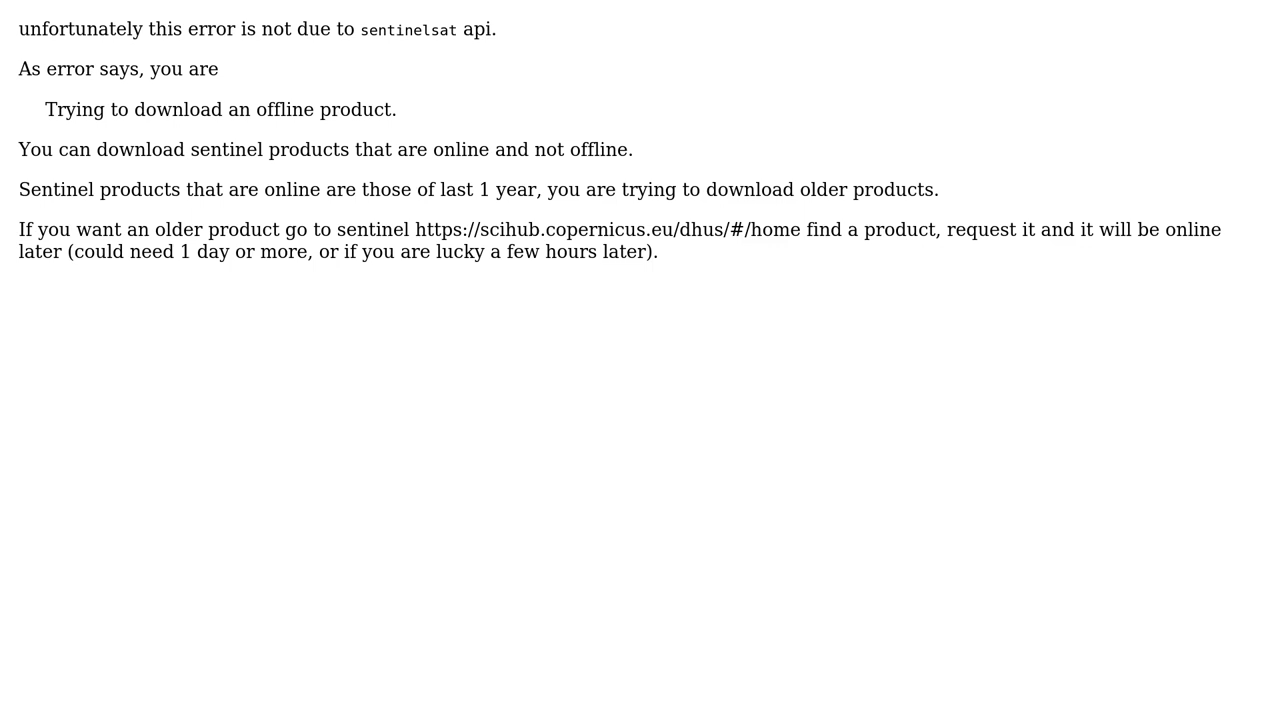 unfortunately this error is not due to sentinelsat api.
As error says, you are
Trying to download an offline product.
You can download sentinel products that are online and not offline.
Sentinel products that are online are those of last 1 year, you are trying to download older products.
If you want an older product go to sentinel https://scihub.copernicus.eu/dhus/#/home find a product, request it and it will be online
later (could need 1 day or more, or if you are lucky a few hours later).